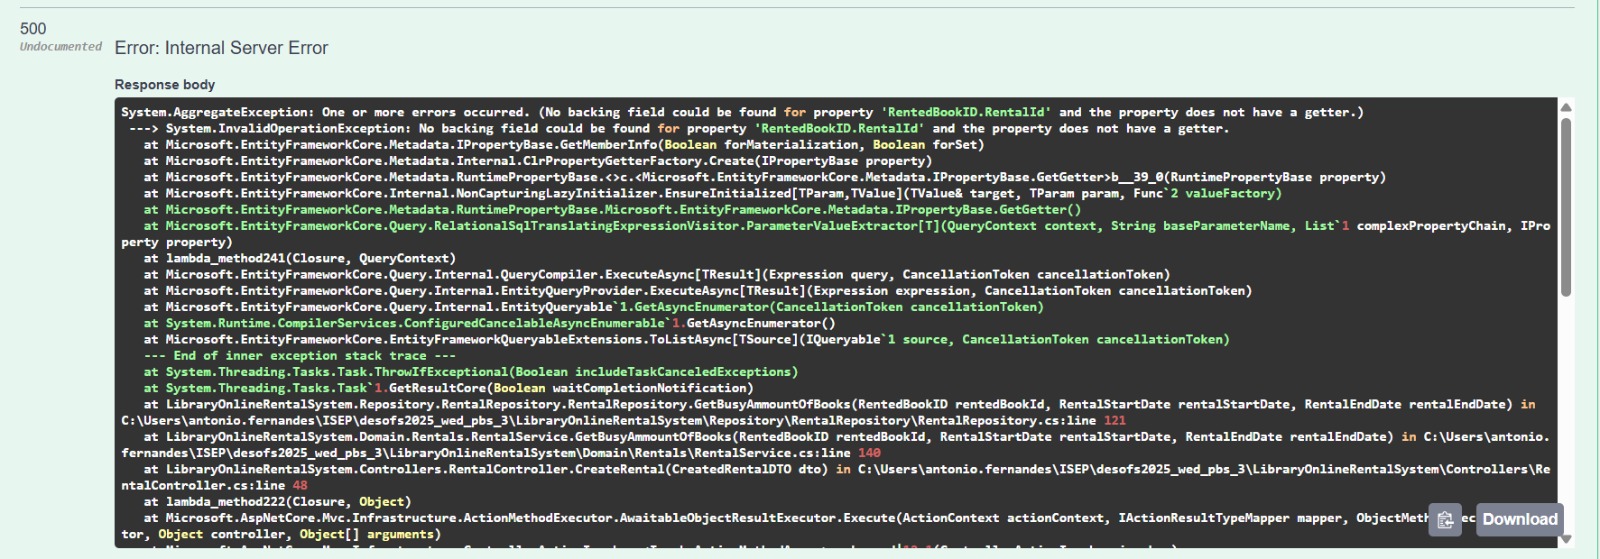 500
Undocumented
Error: Internal Server Error
Response body
System.AggregateException: One or more errors occurred. (No backing field could be found for property 'RentedBookID.RentalId' and the property does not have a getter.)
---> System.InvalidOperationException: No backing field could be found for property 'RentedBookID.RentalId' and the property does not have a getter.
at Microsoft.EntityFrameworkCore.Metadata.IPropertyBase.GetMemberInfo(Boolean forMaterialization, Boolean forSet)
at Microsoft.EntityFrameworkCore.Metadata.Internal.ClrPropertyGetterFactory.Create(IPropertyBase property)
at Microsoft.EntityFrameworkCore.Metadata.RuntimePropertyBase.<>c.<Microsoft.EntityFrameworkCore.Metadata.IPropertyBase.GetGetter>b__39_0(RuntimePropertyBase property)
at Microsoft.EntityFrameworkCore.Internal.NonCapturingLazyInitializer.EnsureInitialized[TParam,TValue](TValue& target, TParam param, Func`2 valueFactory)
at Microsoft.EntityFrameworkCore.Metadata.RuntimePropertyBase.Microsoft.EntityFrameworkCore.Metadata.IPropertyBase.GetGetter()
at Microsoft.EntityFrameworkCore.Query.RelationalSqlTranslatingExpressionVisitor.ParameterValueExtractor[T](QueryContext context, String baseParameterName, List`1 complexPropertyChain, IPro
perty property)
at lambda_method241(Closure, QueryContext)
at Microsoft.EntityFrameworkCore.Query.Internal.QueryCompiler.ExecuteAsync[TResult](Expression query, CancellationToken cancellationToken)
at Microsoft.EntityFrameworkCore.Query.Internal.EntityQueryProvider.ExecuteAsync[TResult](Expression expression, CancellationToken cancellationToken)
at Microsoft.EntityFrameworkCore.Query.Internal.EntityQueryable`1.GetAsyncEnumerator(CancellationToken cancellationToken)
at System.Runtime.CompilerServices.ConfiguredCancelableAsyncEnumerable`1.GetAsyncEnumerator()
at Microsoft.EntityFrameworkCore.EntityFrameworkQueryableExtensions.ToListAsync[TSource](IQueryable`1 source, CancellationToken cancellationToken)
--- End of inner exception stack trace ---
at System.Threading.Tasks.Task.ThrowIfExceptional(Boolean includeTaskCanceledExceptions)
at System.Threading.Tasks.Task`1.GetResultCore(Boolean waitCompletionNotification)
at LibraryOnlineRentalSystem.Repository.RentalRepository.RentalRepository.GetBusyAmmountOfBooks(RentedBookID rentedBookId, RentalStartDate rentalStartDate, RentalEndDate rentalEndDate) in
C:\Users\antonio.fernandes\ISEP\desofs2025_wed_pbs_3\LibraryOnlineRentalSystem\Repository\RentalRepository\RentalRepository.cs:line 121
at LibraryOnlineRentalSystem.Domain.Rentals.RentalService.GetBusyAmmountOfBooks(RentedBookID rentedBookId, RentalStartDate rentalStartDate, RentalEndDate rentalEndDate) in C:\Users\antonio.
fernandes\ISEP\desofs2025_wed_pbs_3\LibraryOnlineRentalSystem\Domain\Rentals\RentalService.cs:line 140
at LibraryOnlineRentalSystem.Controllers.RentalController.CreateRental(CreatedRentalDTO dto) in C:\Users\antonio.fernandes\ISEP\desofs2025_wed_pbs_3\LibraryOnlineRentalSystem\Controllers\Re
ntalController.cs:line 48
at lambda_method222(Closure, Object)
at Microsoft.AspNetCore.Mvc.Infrastructure.ActionMethodExecutor.AwaitableObjectResultExecutor.Execute(ActionContext actionContext, IActionResultTypeMapper mapper, ObjectMeth
tor, Object controller, Object[] arguments)
Download